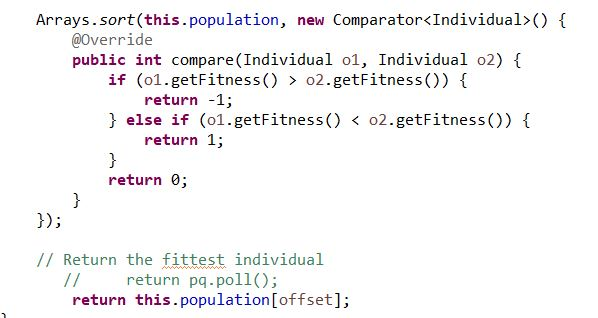 Arrays.sort(this.population, new Comparator<Individual>() {
@Override
public int compare(Individual o1, Individual o2) {
if (o1.getFitness() > o2.getFitness()) {
return -1;
} else if (o1.getFitness() < o2.getFitness()) {
return 1;
}
return 0;
}
});
// Return the fittest individual
// return pq.poll();
return this.population[offset];